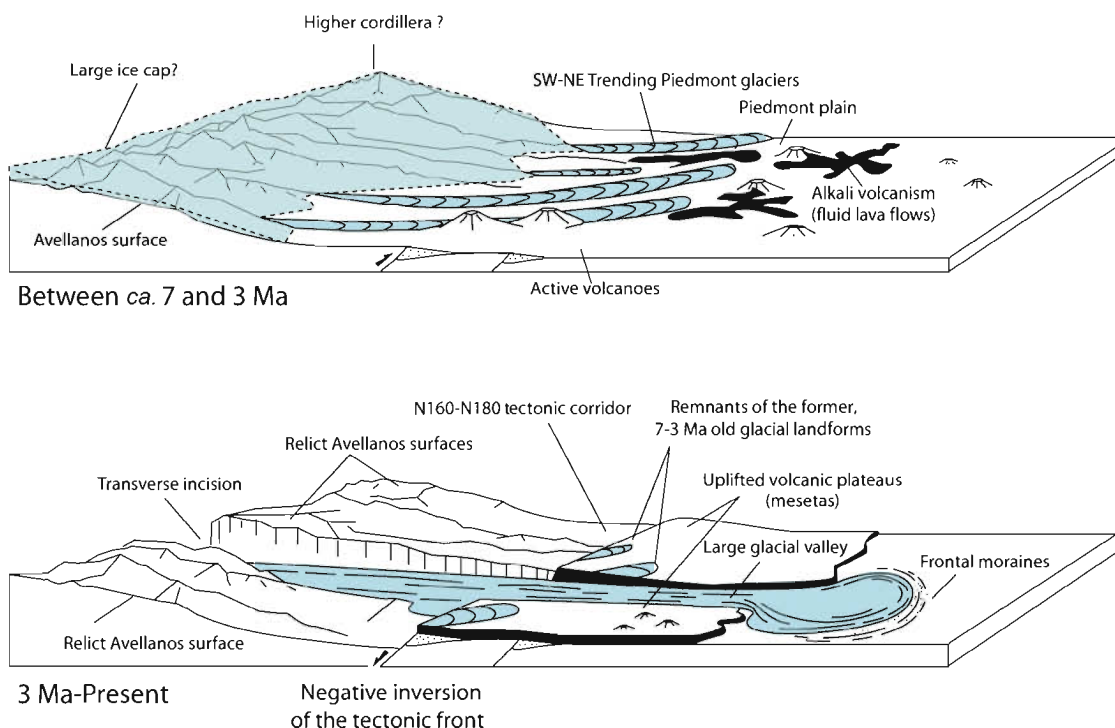 Higher cordillera ?
Large ice cap?
SW-NE Trending Piedmont glaciers
Piedmont plain
Alkali volcanism
(fluid lava flows)
Avellanos surface
Active volcanoes
Between ca. 7 and 3 Ma
N160-N180 tectonic corridor
Remnants of the former,
7-3 Ma old glacial landforms
Relict Avellanos surfaces
Transverse incision
Uplifted volcanic plateaus
(mesetas)
Large glacial valley
Frontal moraines
Relict Avellanos surface
3 Ma-Present
Negative inversion
of the tectonic front